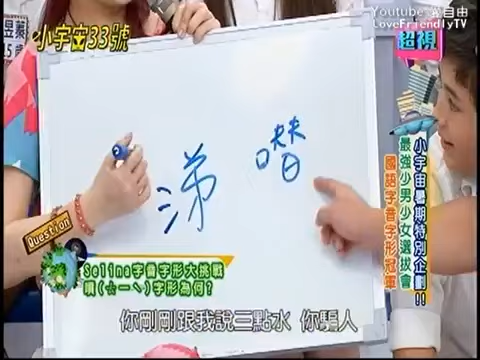 小宇宙33號
Youtube
自由
LoveFriendlyTV
超視
涕
小宇宙暑期特別企劃!!
最強少男少女選拔會
國語字音字形冠軍
Question
Selina字音字形大挑戰
嚏(ㄊㄧˋ)字形為何?
你剛剛跟我說三點水 你騙人